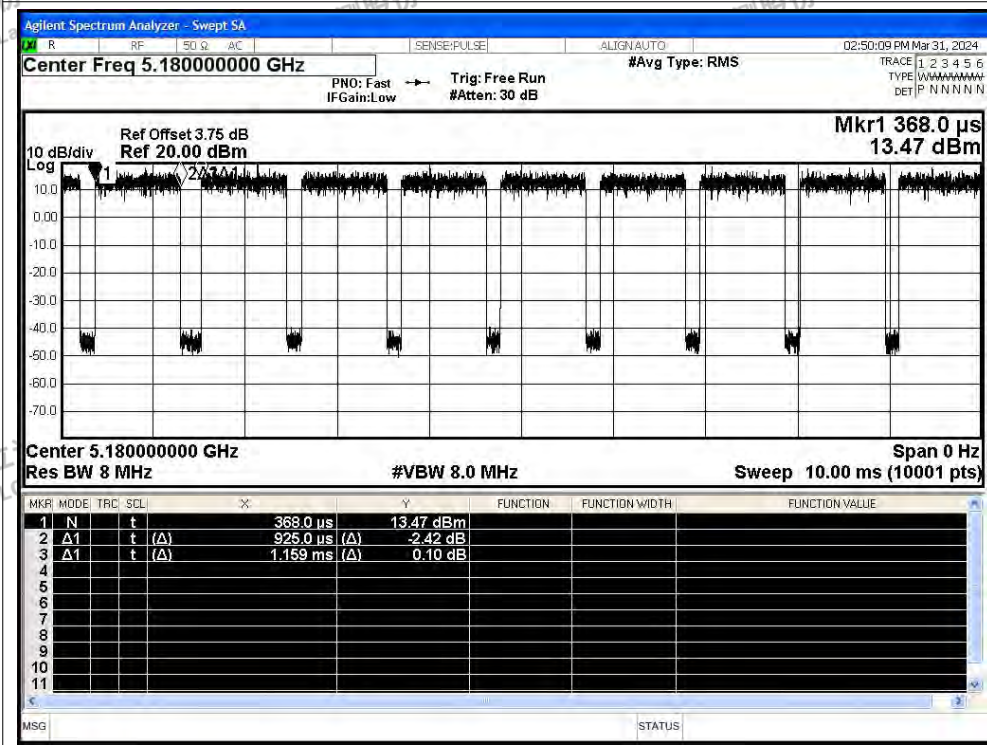 Agilent Spectrum Analyzer - Swept SA
LXI R RF 50 Ω AC SENSE:PULSE ALIGNAUTO 02:50:09 PM Mar 31, 2024
Center Freq 5.180000000 GHz #Avg Type: RMS TRACE 1 2 3 4 5 6
PNO: Fast Trig: Free Run TYPE
IFGain:Low #Atten: 30 dB DET P N N N N N
Mkr1 368.0 µs
Ref Offset 3.75 dB
10 dB/div Ref 20.00 dBm 13.47 dBm
Log
1 2Δ1
10.0
0.00
-10.0
-20.0
-30.0
-40.0
-50.0
-60.0
-70.0
Center 5.180000000 GHz Span 0 Hz
Res BW 8 MHz #VBW 8.0 MHz Sweep 10.00 ms (10001 pts)
MKR MODE TRC SCL X Y FUNCTION FUNCTION WIDTH FUNCTION VALUE
1 N t 368.0 µs 13.47 dBm
2 Δ1 t (Δ) 925.0 µs (Δ) -2.42 dB
3 Δ1 t (Δ) 1.159 ms (Δ) 0.10 dB
4
5
6
7
8
9
10
11
MSG STATUS